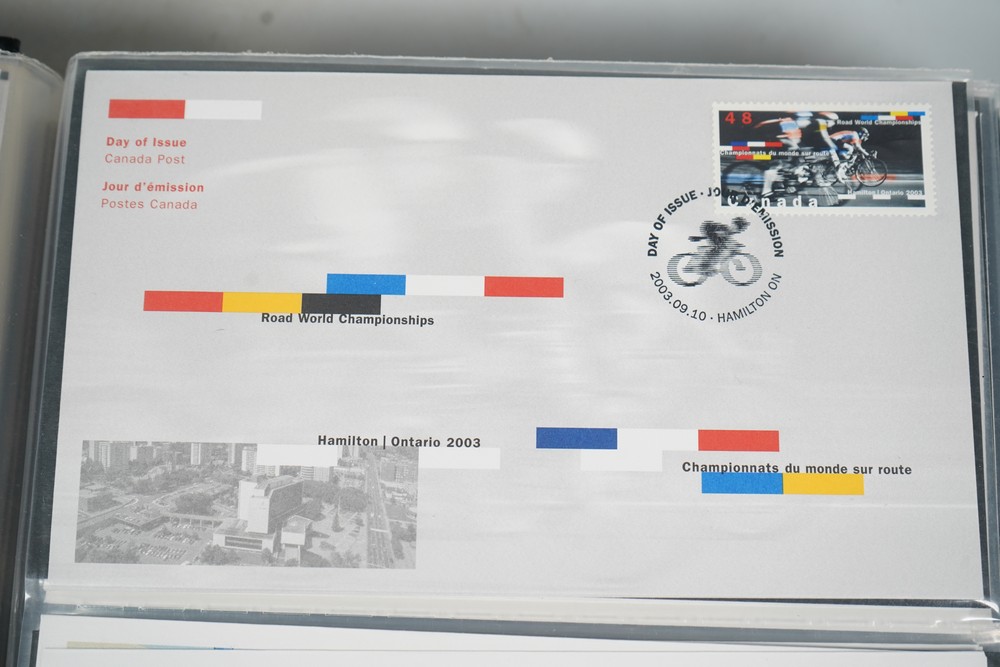 Day of Issue
Canada Post
Jour d'émission
Postes Canada
48
Road World Championships
Championnats du monde sur route
Hamilton | Ontario 2003
Canada
DAY OF ISSUE · JOUR D'ÉMISSION
2003.09.10 · HAMILTON ON
Road World Championships
Hamilton | Ontario 2003
Championnats du monde sur route